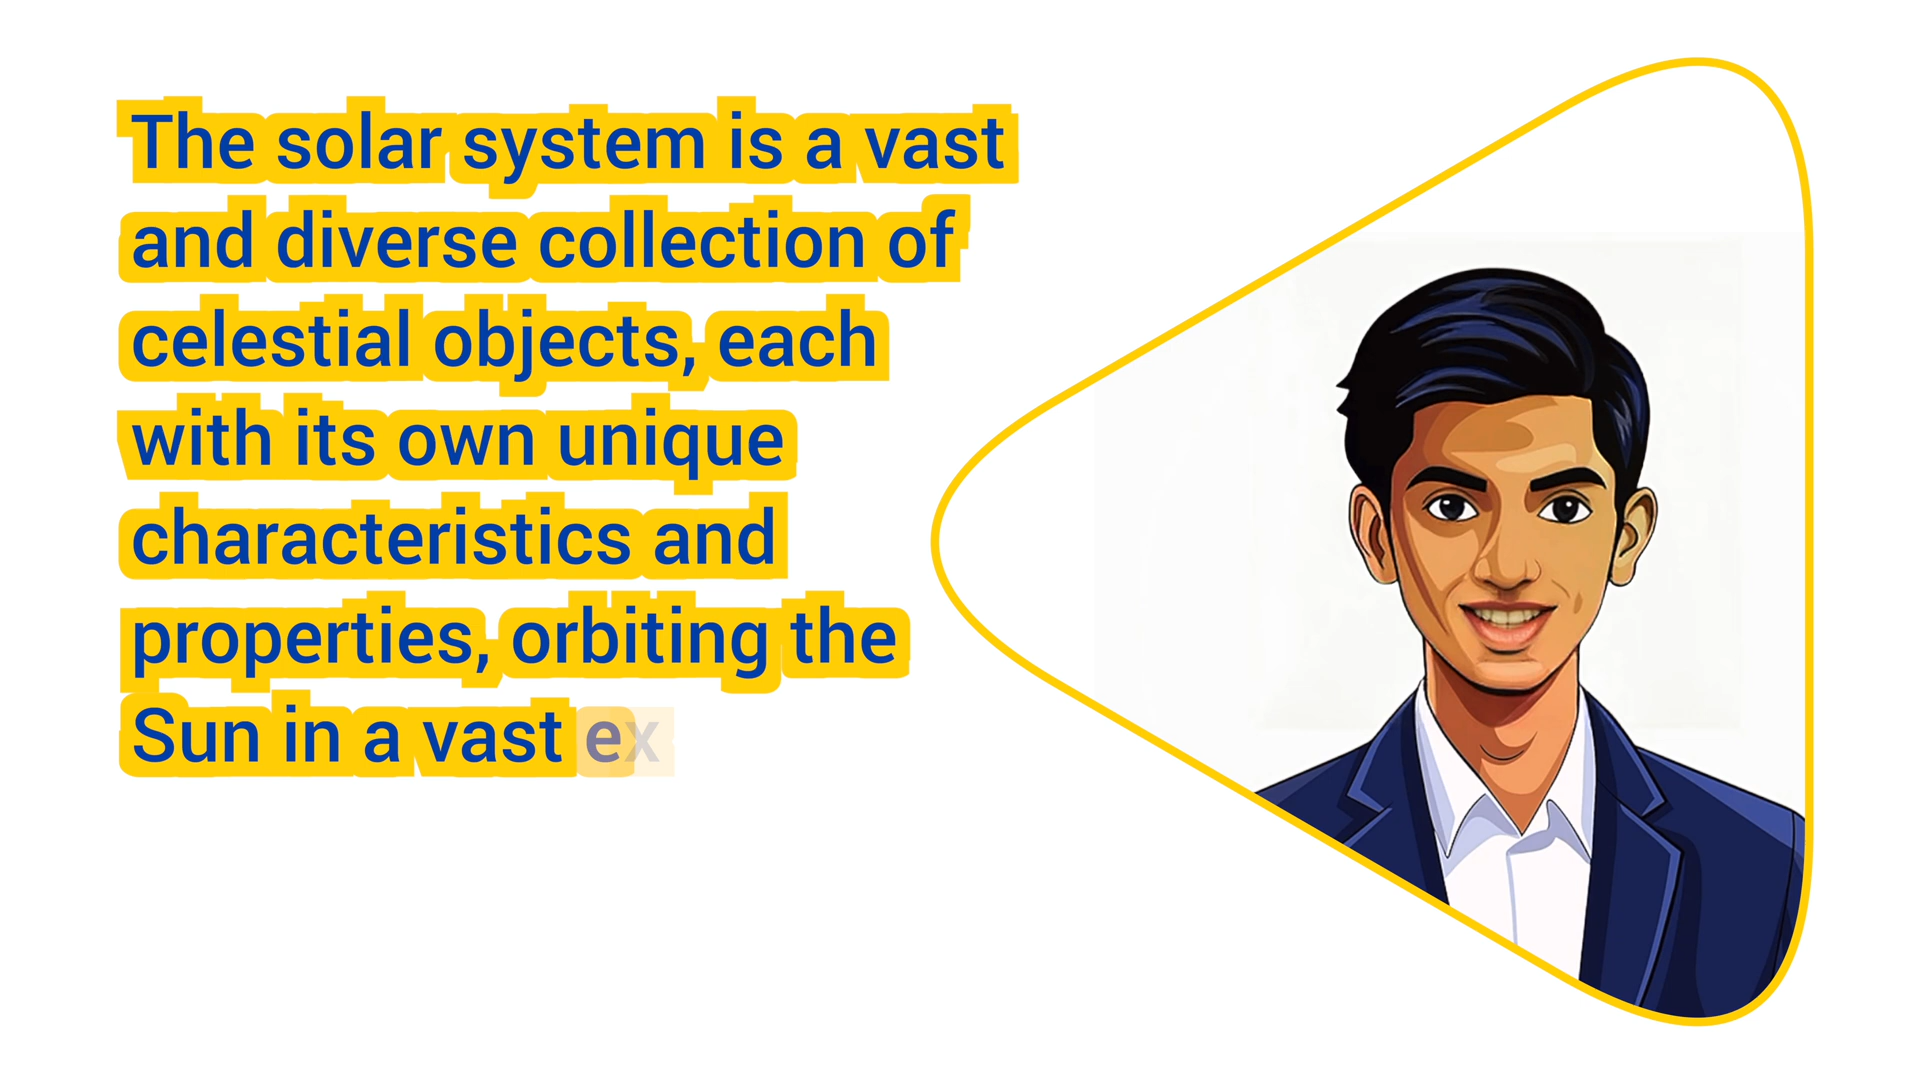 The solar system is a vast
and diverse collection of
celestial objects, each
with its own unique
characteristics and
properties, orbiting the
Sun in a vast ex